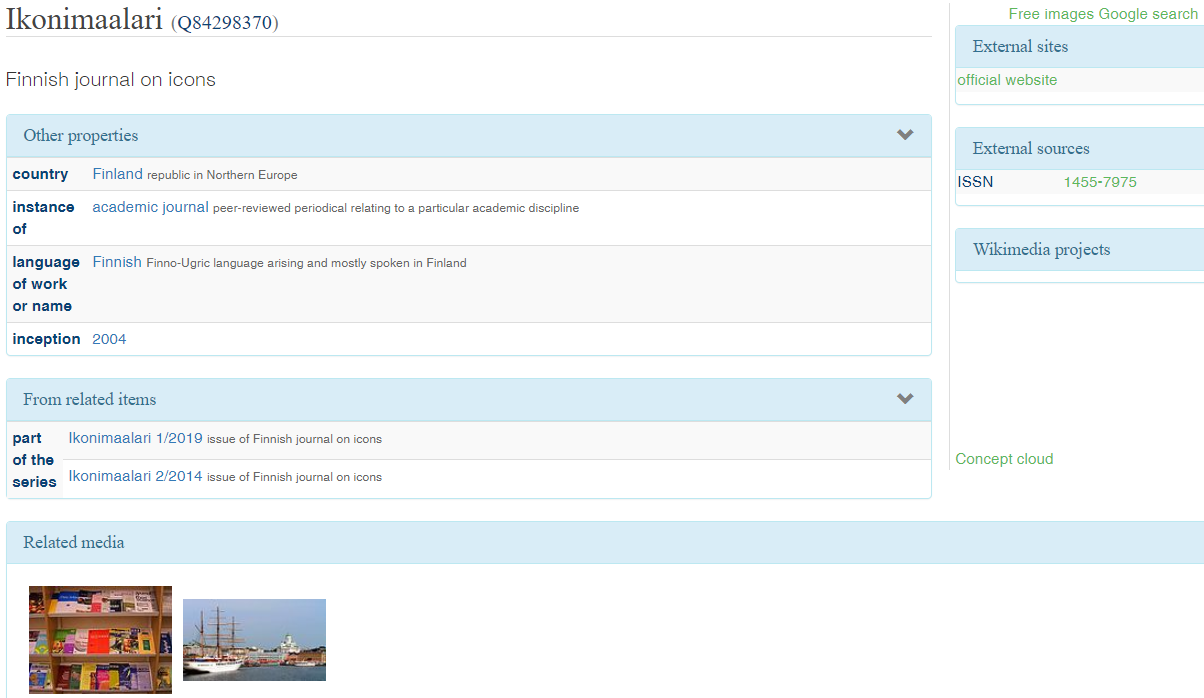 Ikonimaalari (Q84298370)
Finnish journal on icons
Other properties
country Finland republic in Northern Europe
instance of academic journal peer-reviewed periodical relating to a particular academic discipline
language of work or name Finnish Finno-Ugric language arising and mostly spoken in Finland
inception 2004
From related items
part of the series Ikonimaalari 1/2019 issue of Finnish journal on icons
Ikonimaalari 2/2014 issue of Finnish journal on icons
Related media
Free images Google search
External sites
official website
External sources
ISSN 1455-7975
Wikimedia projects
Concept cloud